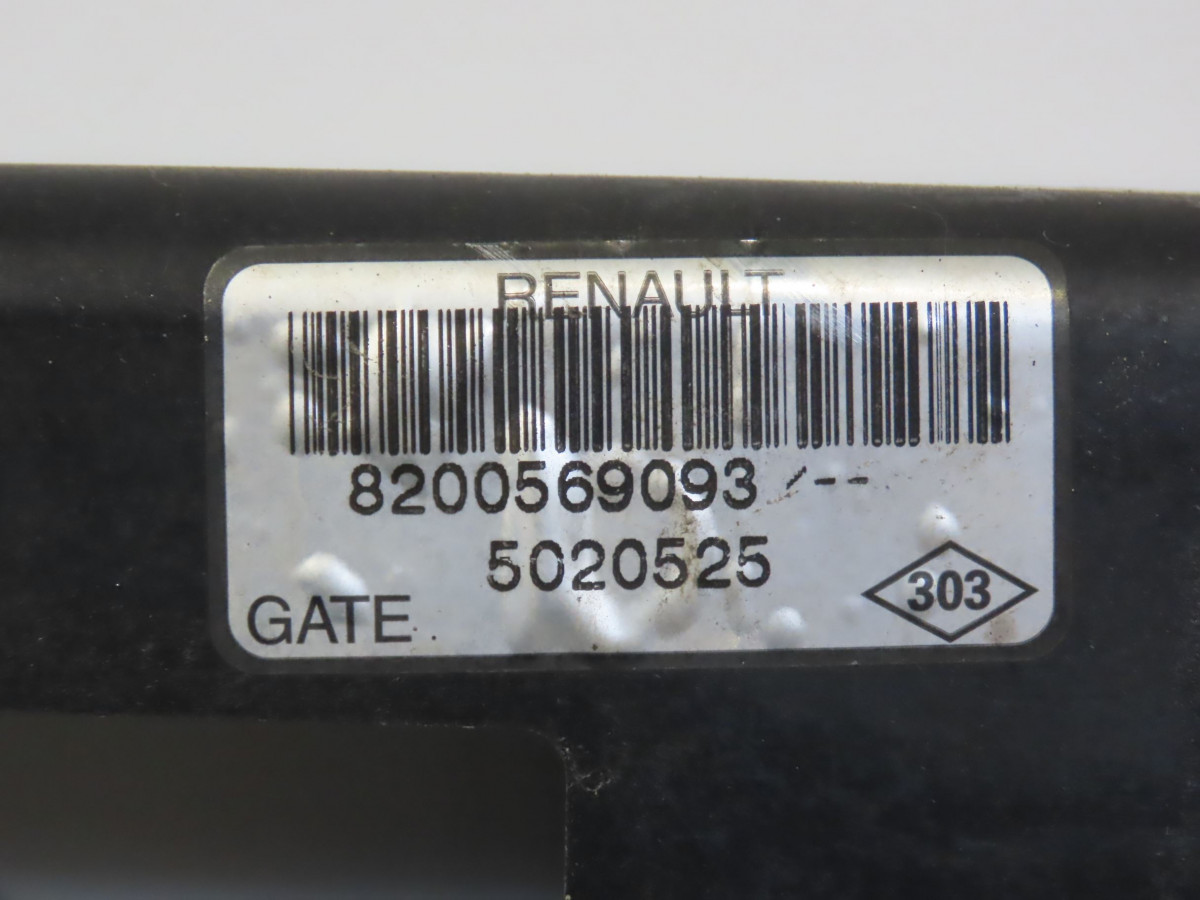 RENAULT
8200569093 /--
5020525
303
GATE